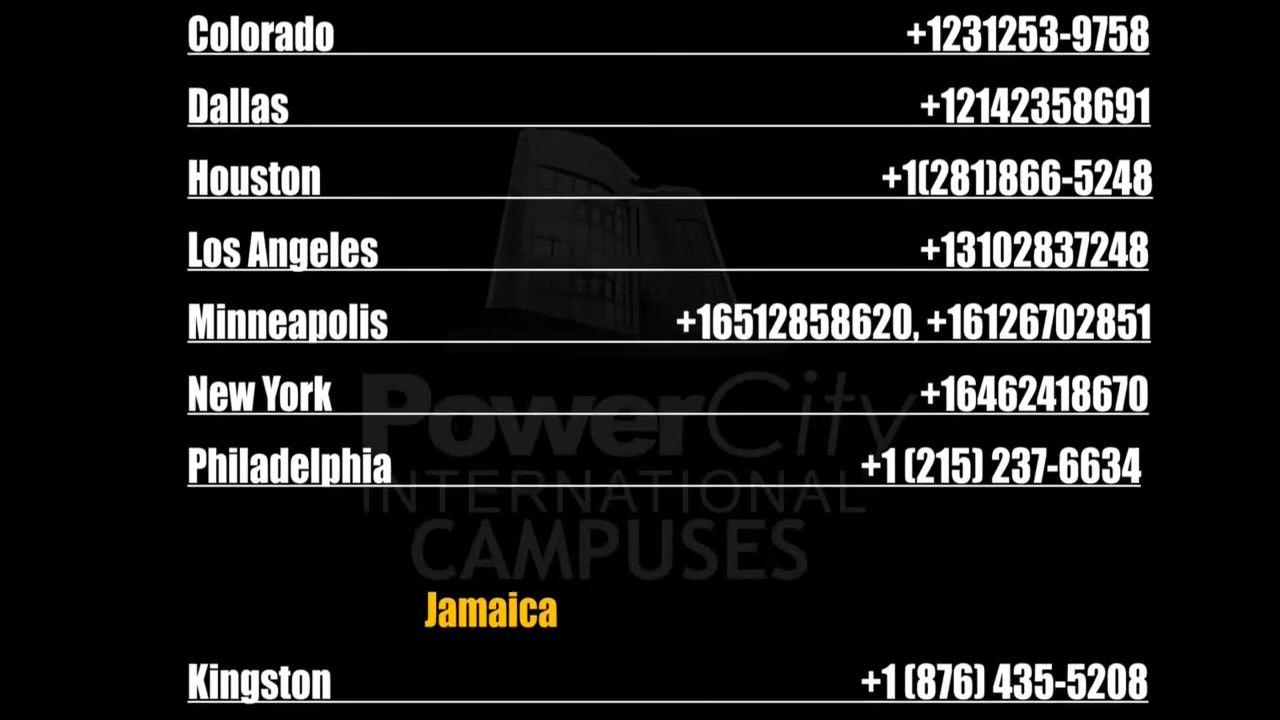 Colorado +1231253-9758
Dallas +12142358691
Houston +1(281)866-5248
Los Angeles +13102837248
Minneapolis +16512858620, +16126702851
New York +16462418670
Philadelphia +1 (215) 237-6634
PowerCity
INTERNATIONAL
CAMPUSES
Jamaica
Kingston +1 (876) 435-5208